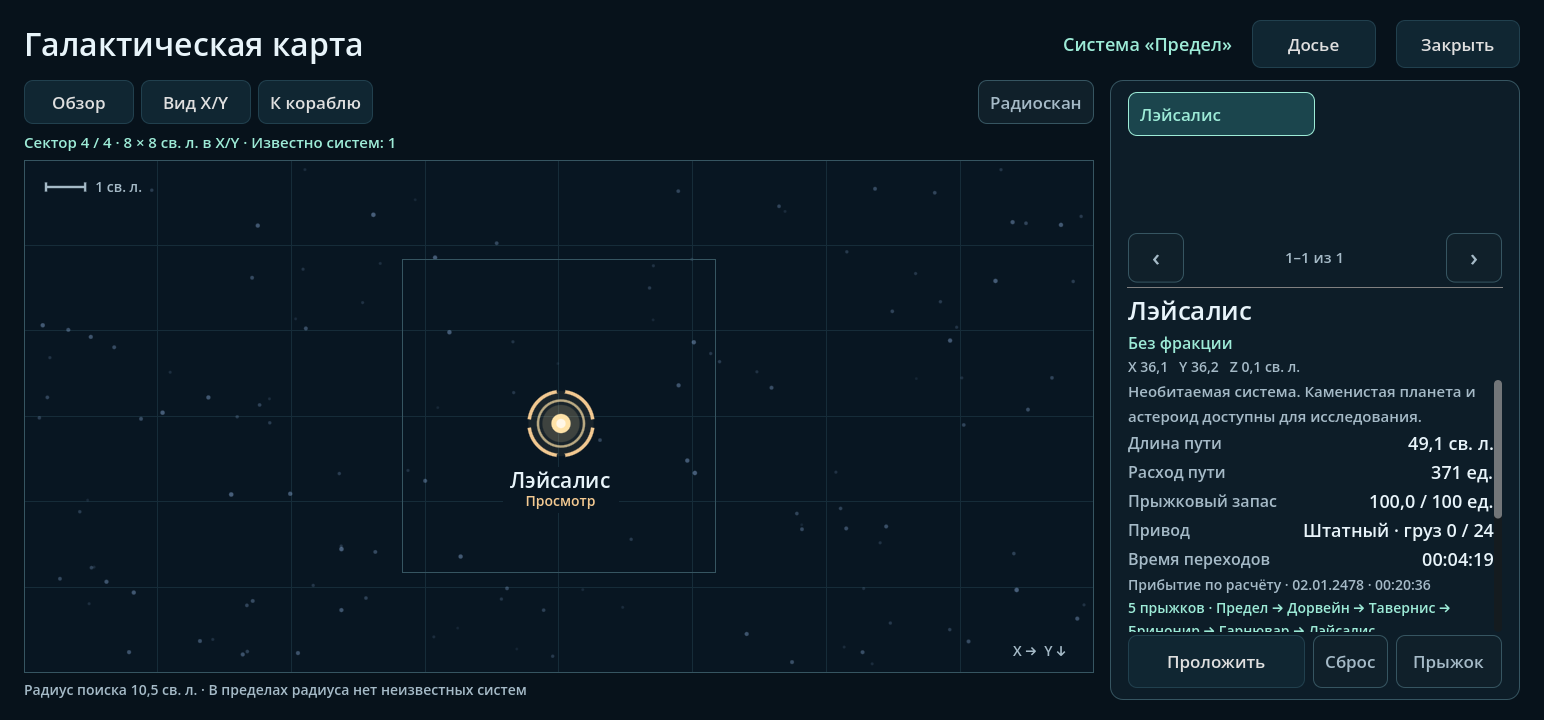 Галактическая карта
Система «Предел»
Досье
Закрыть
Обзор
Вид X/Y
К кораблю
Радиоскан
Сектор 4 / 4 · 8 × 8 св. л. в X/Y · Известно систем: 1
1 св. л.
Лэйсалис
Просмотр
X → Y ↓
Радиус поиска 10,5 св. л. · В пределах радиуса нет неизвестных систем
Лэйсалис
‹
1–1 из 1
›
Лэйсалис
Без фракции
X 36,1 Y 36,2 Z 0,1 св. л.
Необитаемая система. Каменистая планета и
астероид доступны для исследования.
Длина пути 49,1 св. л.
Расход пути 371 ед.
Прыжковый запас 100,0 / 100 ед.
Привод Штатный · груз 0 / 24
Время переходов 00:04:19
Прибытие по расчёту · 02.01.2478 · 00:20:36
5 прыжков · Предел → Дорвейн → Тавернис →
Бринонир → Гарнювар → Лэйсалис
Проложить
Сброс
Прыжок